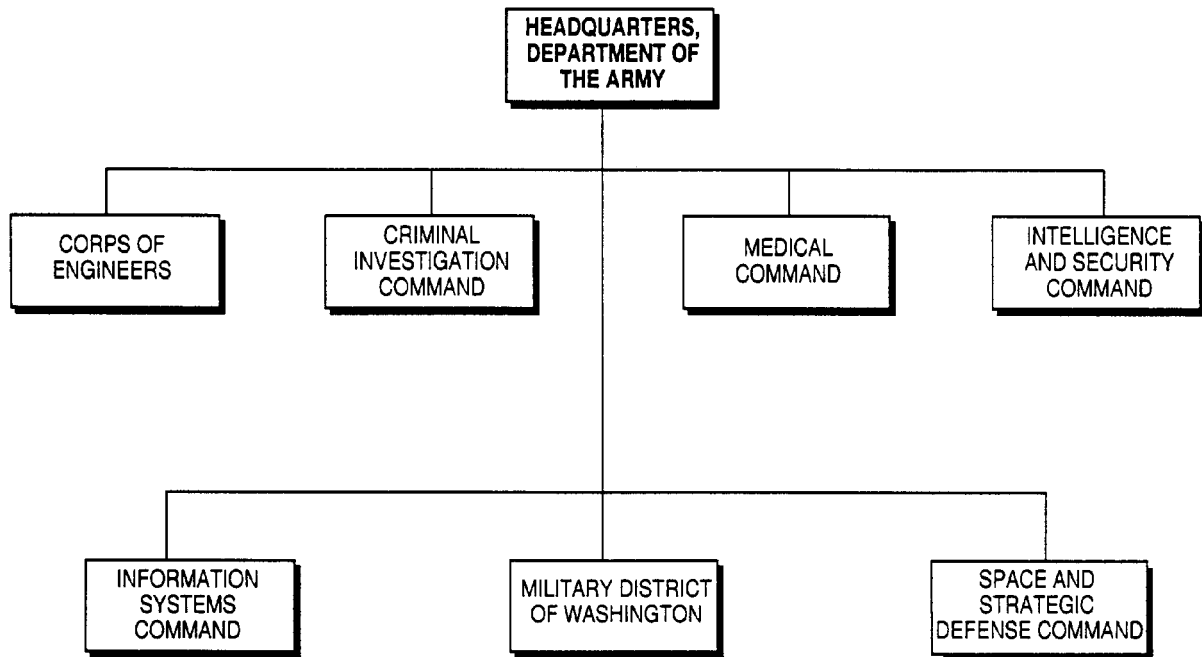 HEADQUARTERS,
DEPARTMENT OF
THE ARMY
CORPS OF
ENGINEERS
CRIMINAL
INVESTIGATION
COMMAND
MEDICAL
COMMAND
INTELLIGENCE
AND SECURITY
COMMAND
INFORMATION
SYSTEMS
COMMAND
MILITARY DISTRICT
OF WASHINGTON
SPACE AND
STRATEGIC
DEFENSE COMMAND